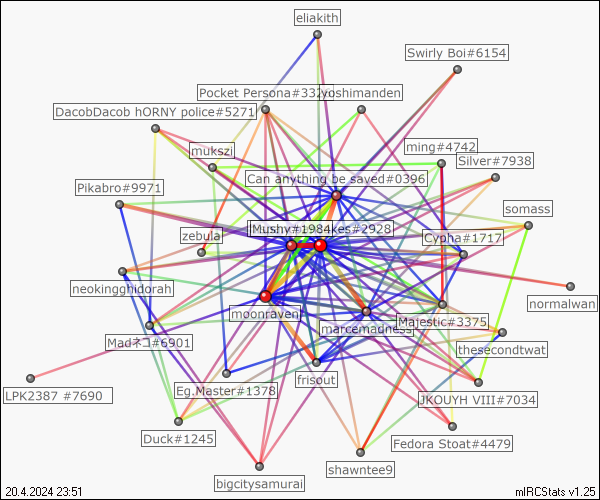 eliakith
Swirly Boi#6154
Pocket Persona#332
yoshimanden
DacobDacob hORNY police#5271
ming#4742
mukszi
Silver#7938
Can anything be saved#0396
Pikabro#9971
somass
Mushy#1984
kes#2928
zebula
Cypha#1717
neokingghidorah
normalwan
moonraven
marcemadness
Majestic#3375
Madネコ#6901
thesecondtwat
frisout
LPK2387 #7690
Eg.Master#1378
JKOUYH VIII#7034
Duck#1245
Fedora Stoat#4479
shawntee9
bigcitysamurai
20.4.2024 23:51
mIRCStats v1.25